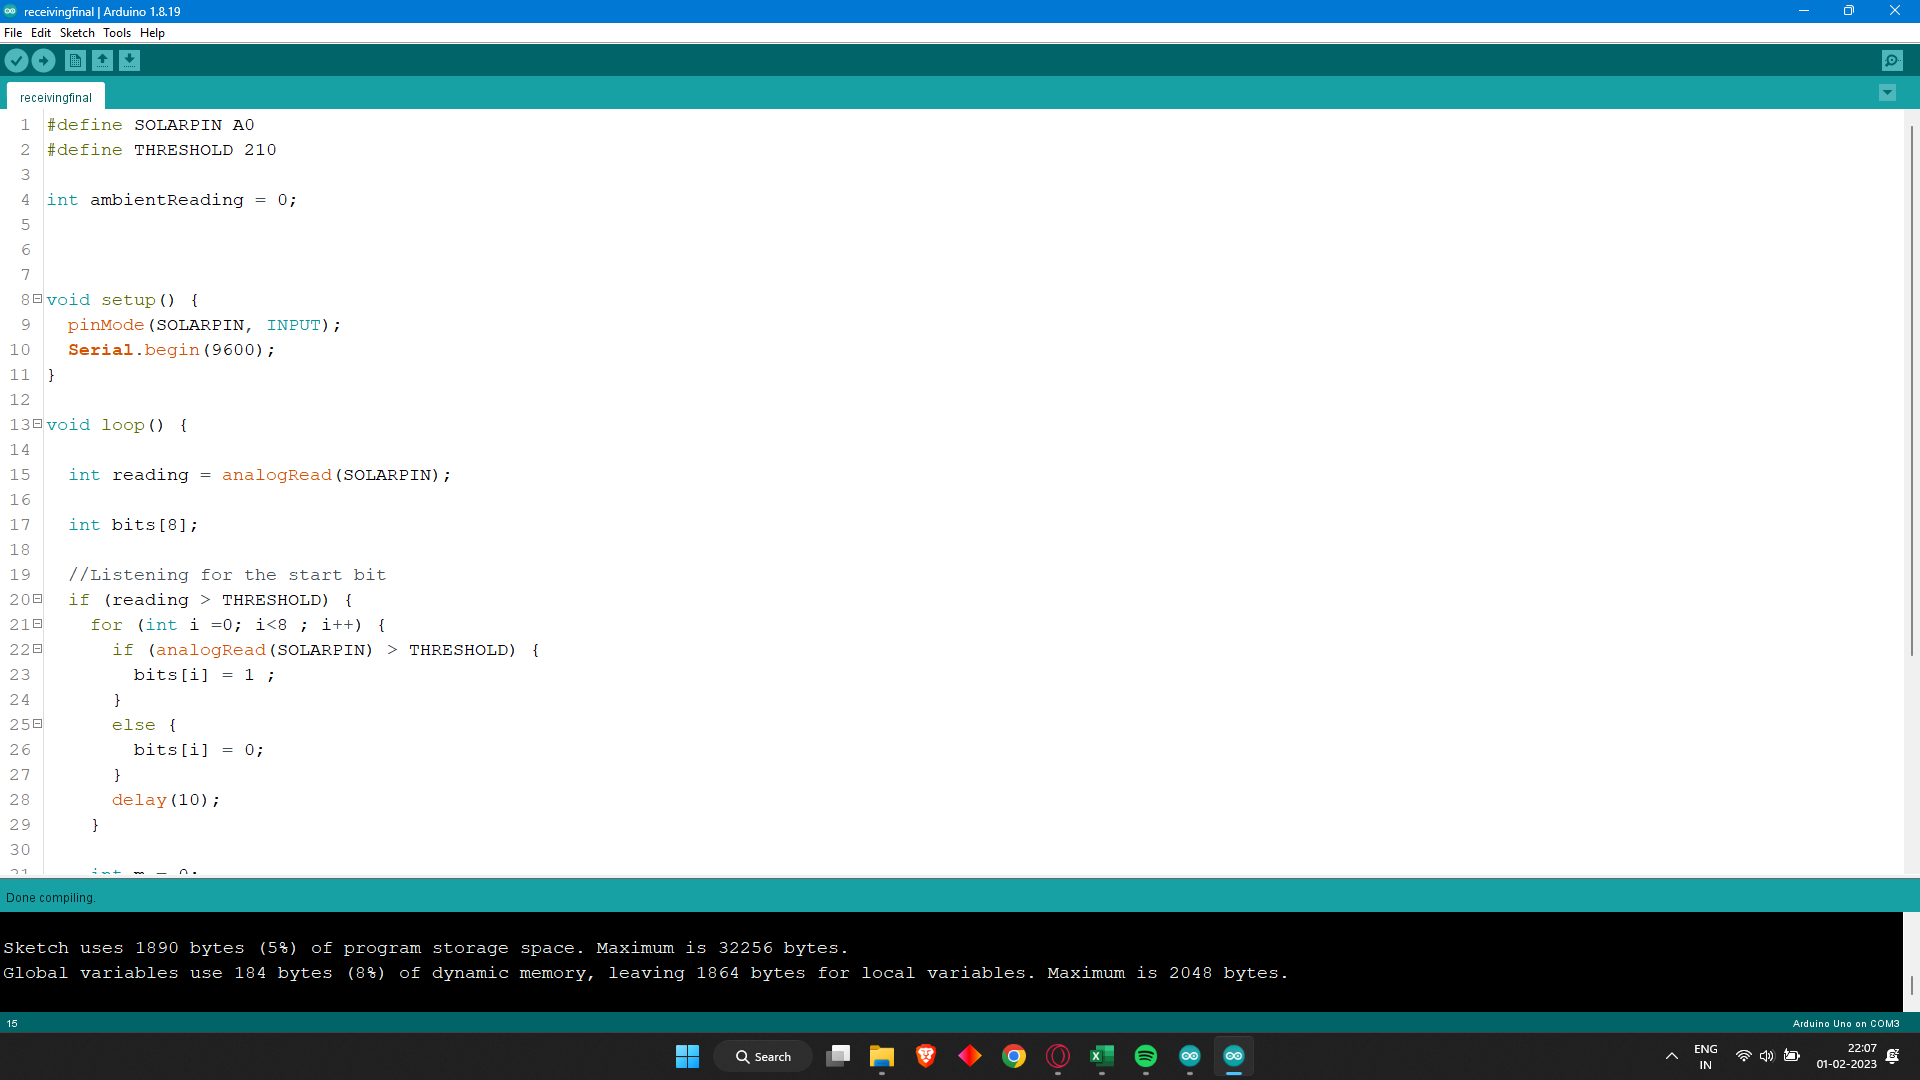 receivingfinal | Arduino 1.8.19
File Edit Sketch Tools Help
receivingfinal
1 #define SOLARPIN A0
2 #define THRESHOLD 210
3
4 int ambientReading = 0;
5
6
7
8 void setup() {
9 pinMode(SOLARPIN, INPUT);
10 Serial.begin(9600);
11 }
12
13 void loop() {
14
15 int reading = analogRead(SOLARPIN);
16
17 int bits[8];
18
19 //Listening for the start bit
20 if (reading > THRESHOLD) {
21 for (int i =0; i<8 ; i++) {
22 if (analogRead(SOLARPIN) > THRESHOLD) {
23 bits[i] = 1 ;
24 }
25 else {
26 bits[i] = 0;
27 }
28 delay(10);
29 }
30
31 int m = 0;
Done compiling.
Sketch uses 1890 bytes (5%) of program storage space. Maximum is 32256 bytes.
Global variables use 184 bytes (8%) of dynamic memory, leaving 1864 bytes for local variables. Maximum is 2048 bytes.
15
Arduino Uno on COM3
Search
ENG
IN
22:07
01-02-2023